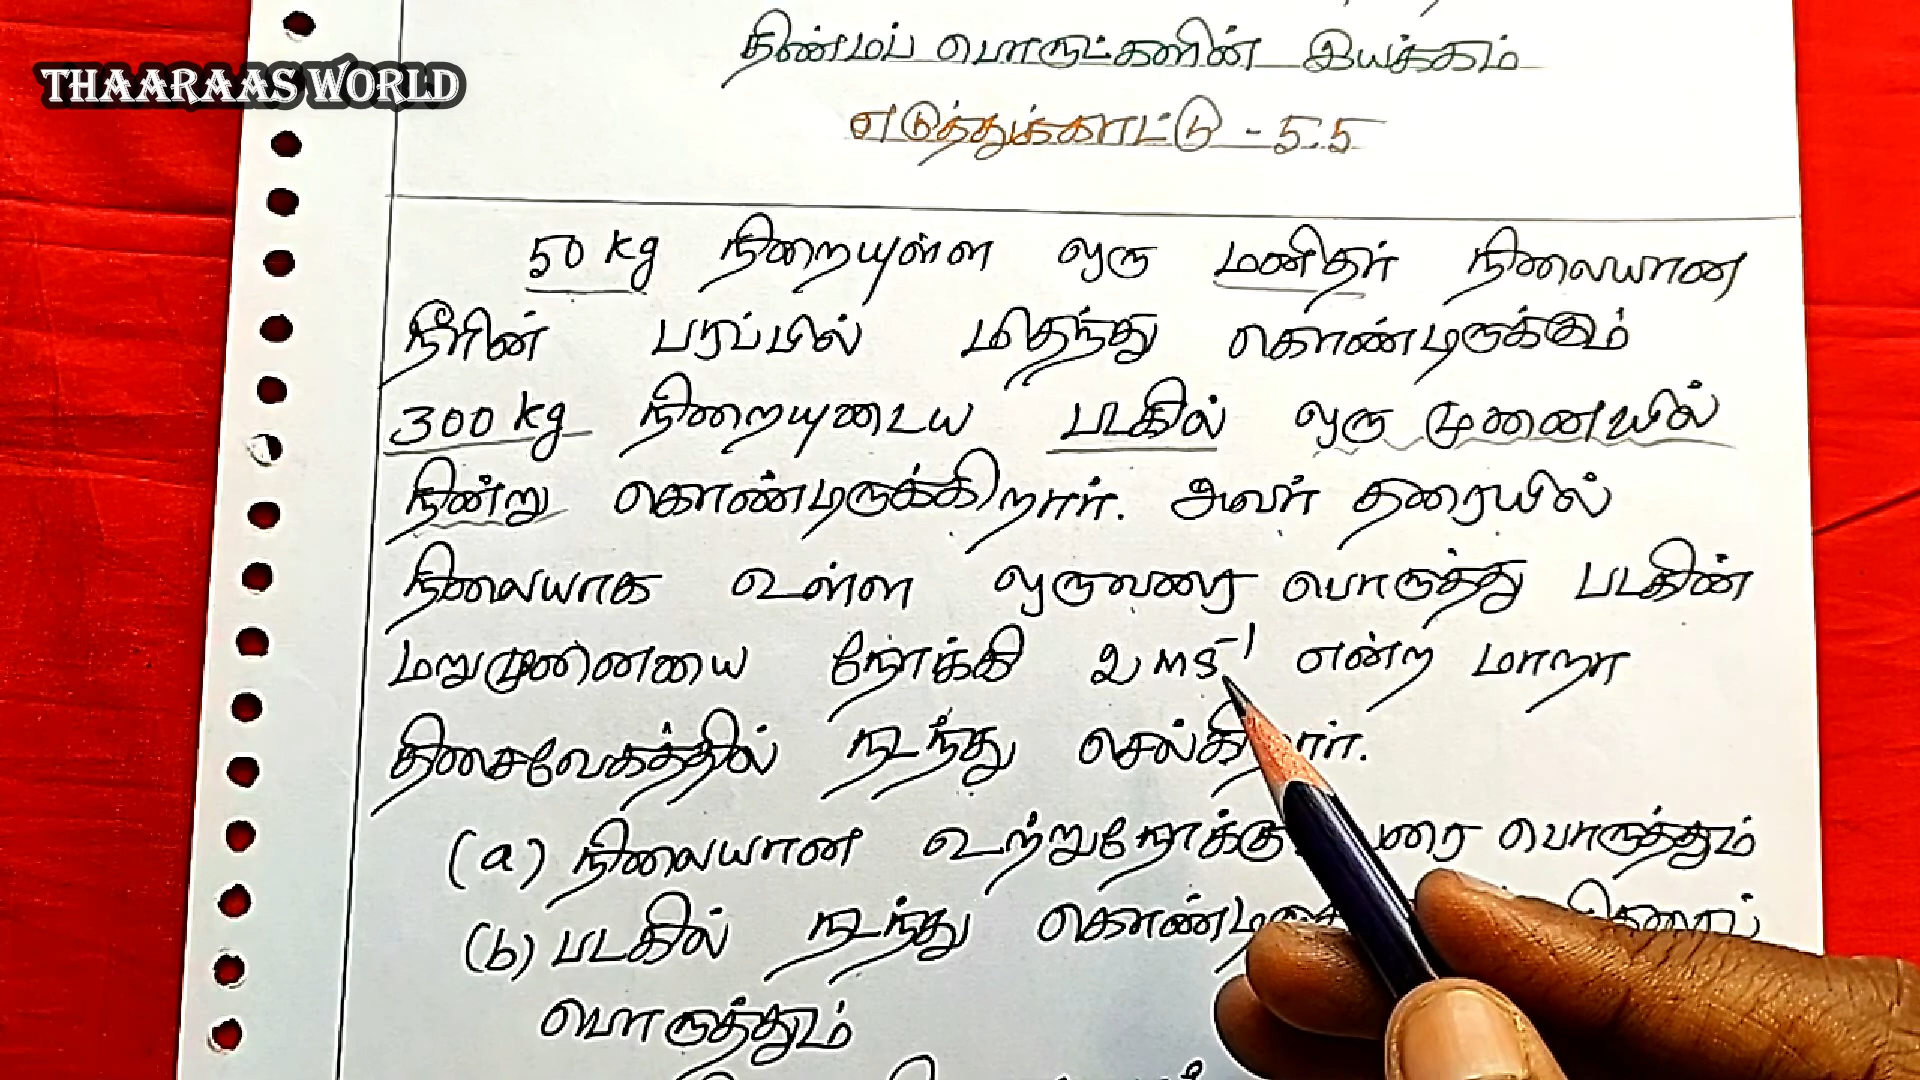 THAARAAS WORLD
திண்மப் பொருட்களின் இயக்கம்
எடுத்துக்காட்டு - 5.5
50 kg நிறையுள்ள ஒரு மனிதர் நிலையான
நீரின் பரப்பில் மிதந்து கொண்டிருக்கும்
300 kg நிறையுடைய படகில் ஒரு முனையில்
நின்று கொண்டிருக்கிறார். அவர் தரையில்
நிலையாக உள்ள ஒருவரை பொருத்து படகின்
மறுமுனையை நோக்கி 2 ms⁻¹ என்ற மாறா
திசைவேகத்தில் நடந்து செல்கிறார்.
(a) நிலையான உற்றுநோக்கு பொருத்தும்
(b) படகில் நடந்து
பொருத்தும்